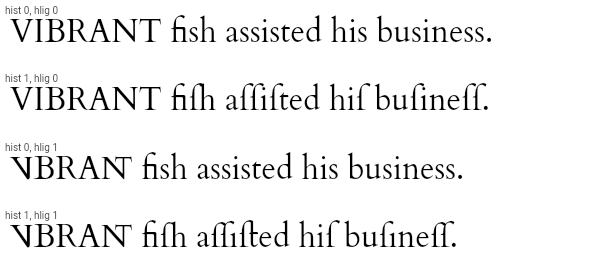 hist 0, hlig 0
VIBRANT fish assisted his business.
hist 1, hlig 0
VIBRANT fiſh aſſiſted hiſ buſineſſ.
hist 0, hlig 1
VIBRANT fish assisted his business.
hist 1, hlig 1
VIBRANT fiſh aſſiſted hiſ buſineſſ.